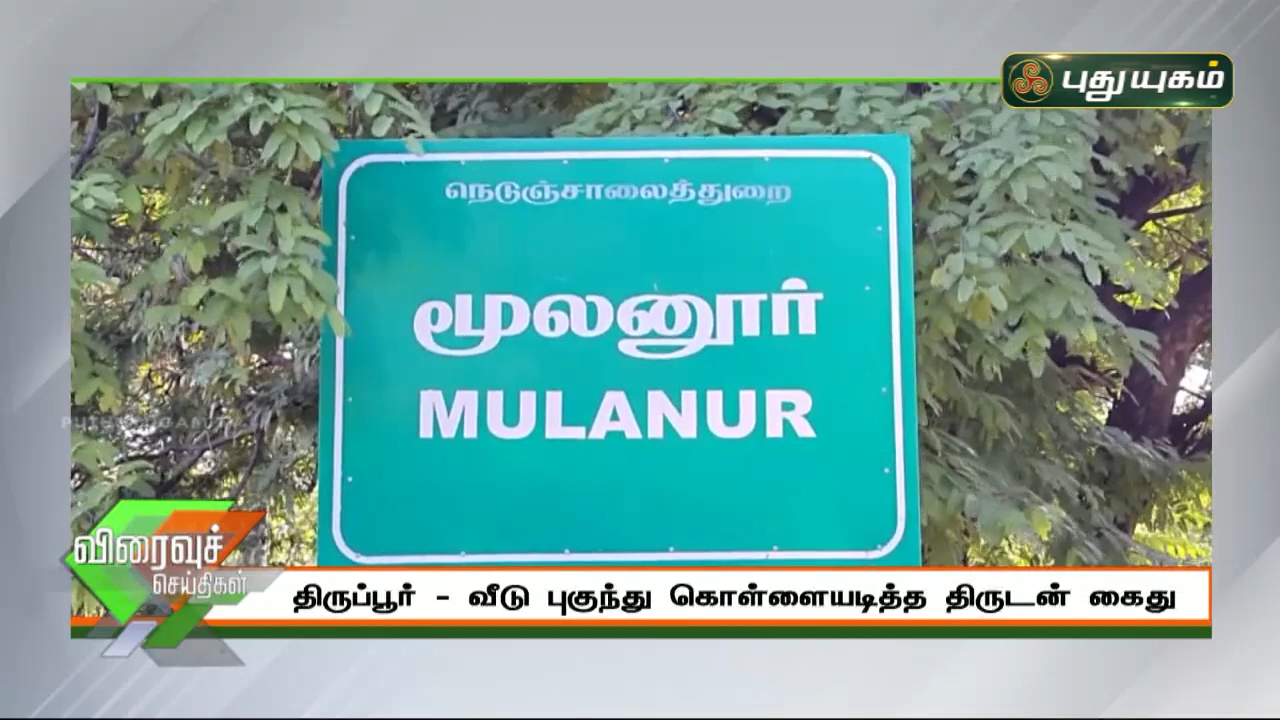 புதுயுகம்
நெடுஞ்சாலைத்துறை
மூலனூர்
MULANUR
விரைவுச்
செய்திகள்
திருப்பூர் - வீடு புகுந்து கொள்ளையடித்த திருடன் கைது